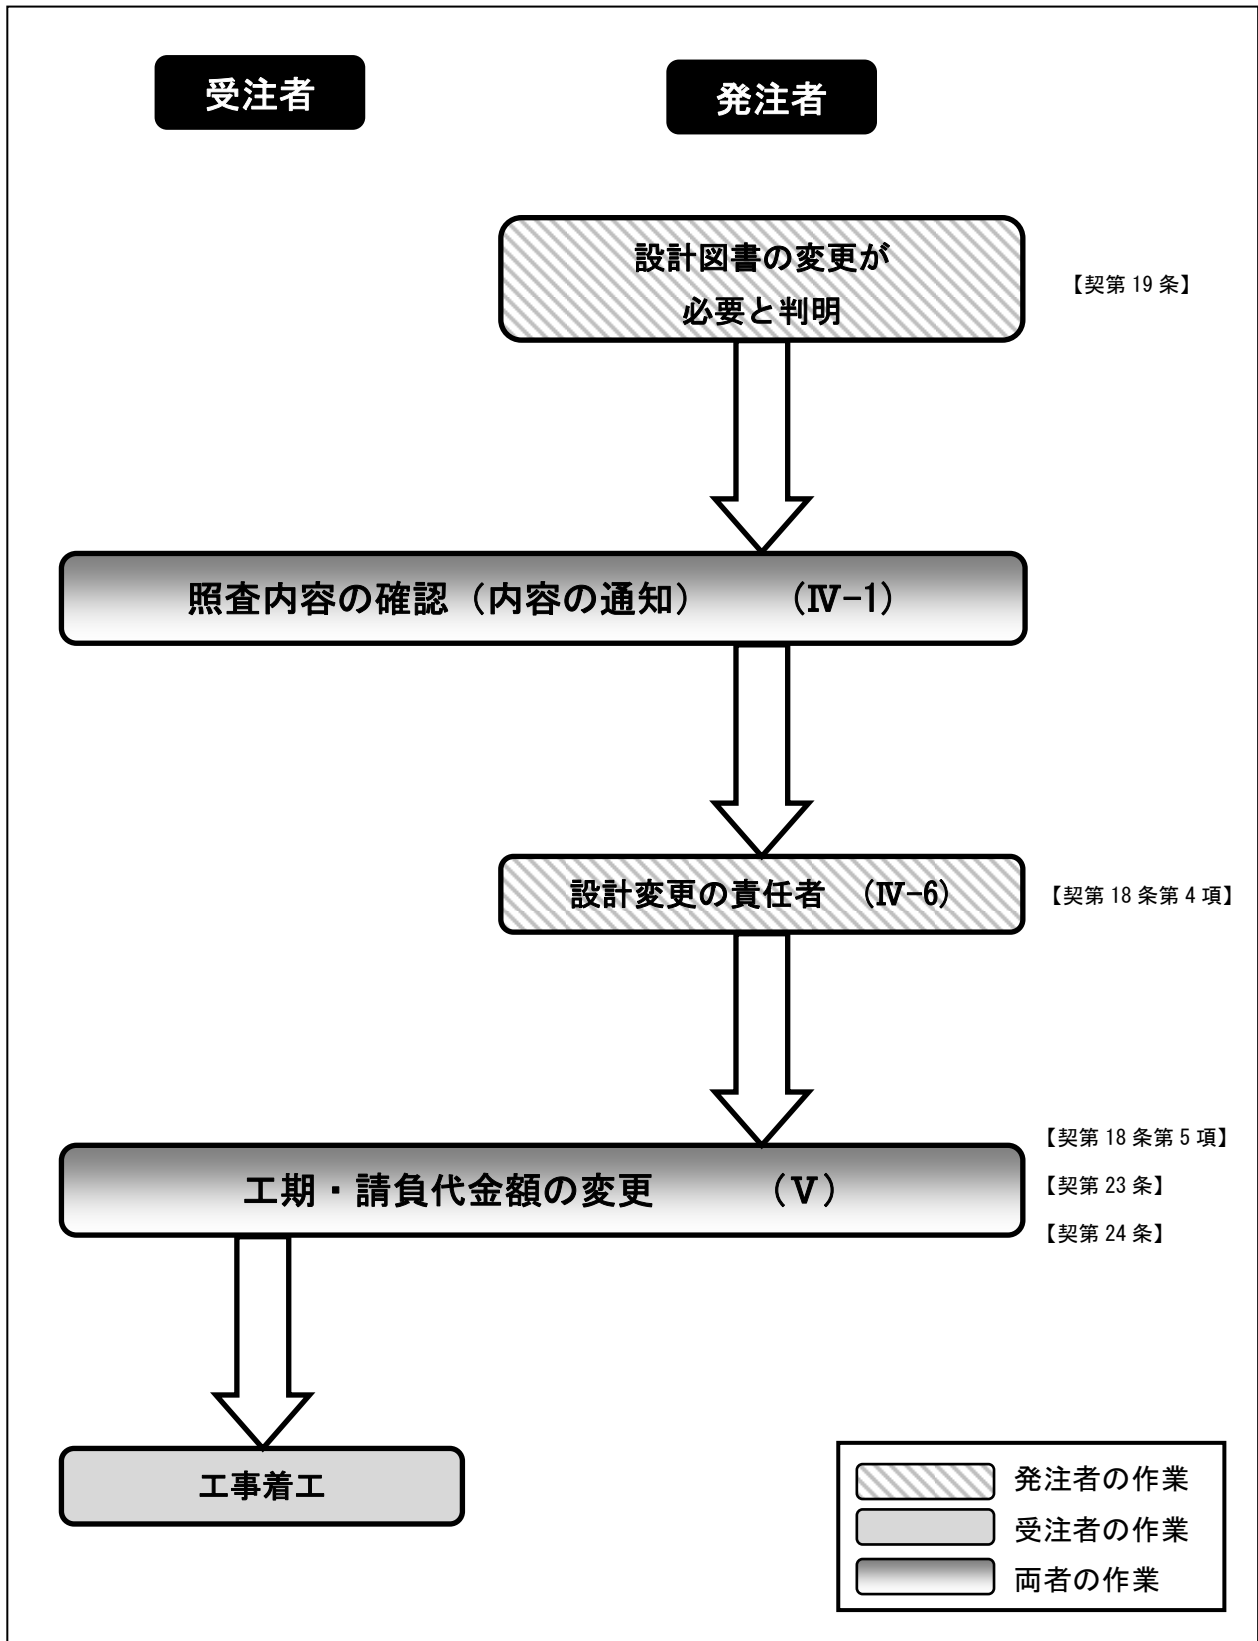 受注者
発注者
設計図書の変更が
必要と判明
【契第 19 条】
照査内容の確認（内容の通知） （Ⅳ-1）
設計変更の責任者 （Ⅳ-6）
【契第 18 条第 4 項】
工期・請負代金額の変更 （Ⅴ）
【契第 18 条第 5 項】
【契第 23 条】
【契第 24 条】
工事着工
発注者の作業
受注者の作業
両者の作業